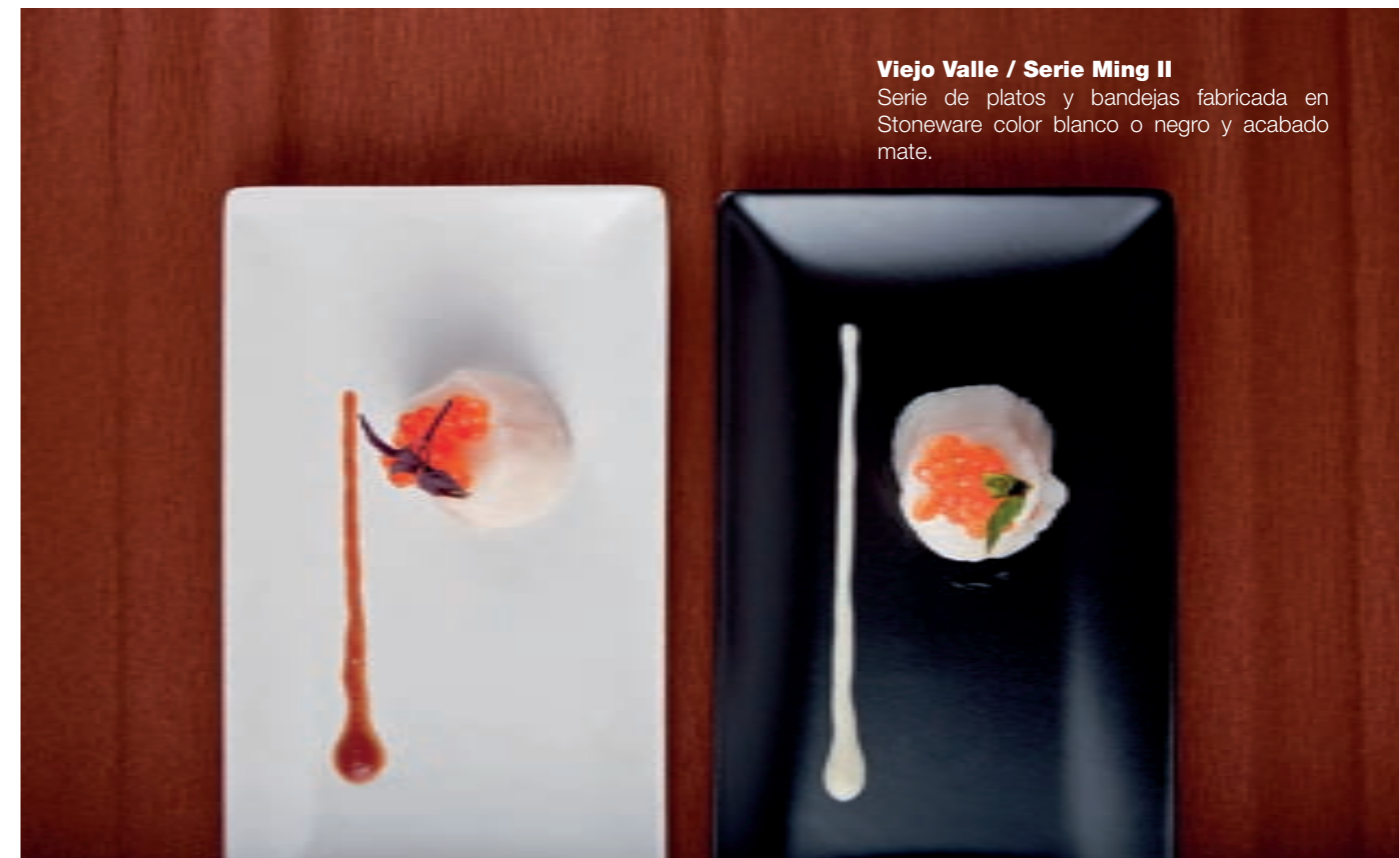 Viejo Valle / Serie Ming II
Serie de platos y bandejas fabricada en
Stoneware color blanco o negro y acabado
mate.